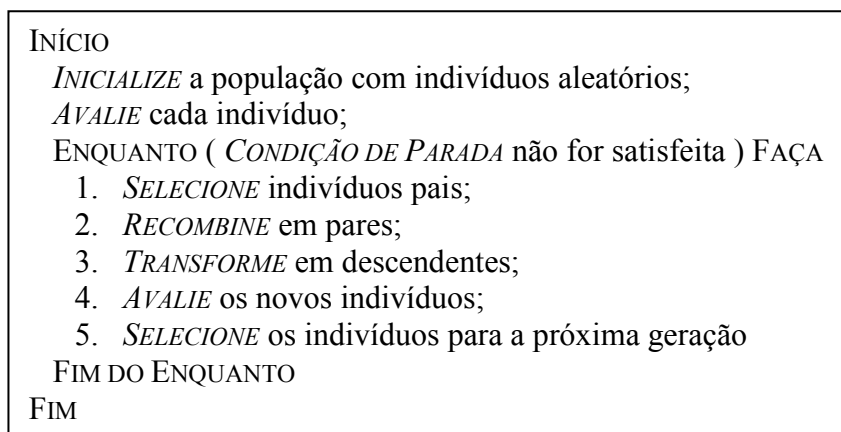 INÍCIO
INICIALIZE a população com indivíduos aleatórios;
AVALIE cada indivíduo;
ENQUANTO ( CONDIÇÃO DE PARADA não for satisfeita ) FAÇA
1. SELECIONE indivíduos pais;
2. RECOMBINE em pares;
3. TRANSFORME em descendentes;
4. AVALIE os novos indivíduos;
5. SELECIONE os indivíduos para a próxima geração
FIM DO ENQUANTO
FIM